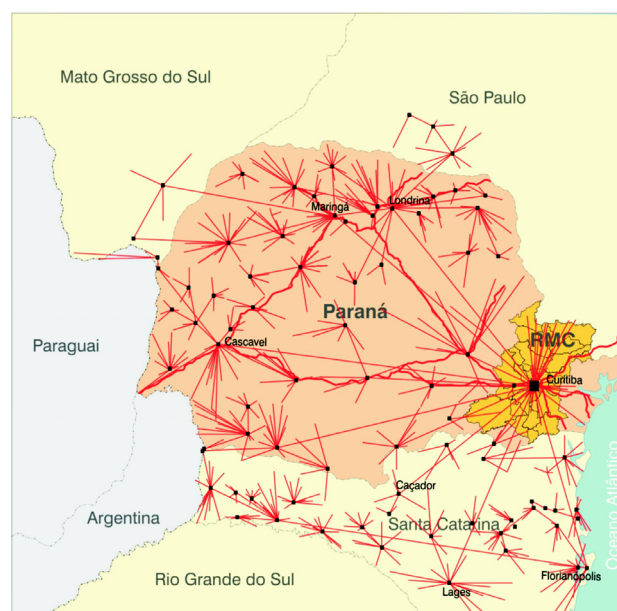 Mato Grosso do Sul
São Paulo
Maringá
Londrina
Paraná
RMC
Paraguai
Cascavel
Curitiba
Caçador
Argentina
Santa Catarina
Oceano Atlântico
Rio Grande do Sul
Florianópolis
Lages